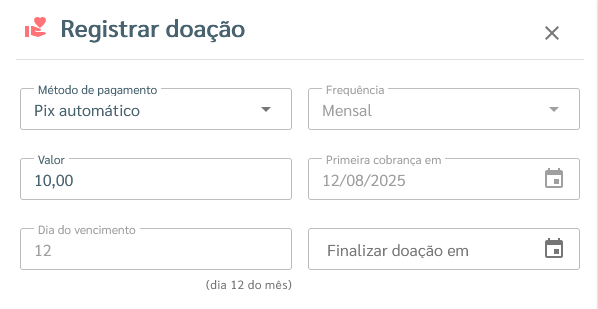 Registrar doação
Método de pagamento
Pix automático
Frequência
Mensal
Valor
10,00
Primeira cobrança em
12/08/2025
Dia do vencimento
12
(dia 12 do mês)
Finalizar doação em